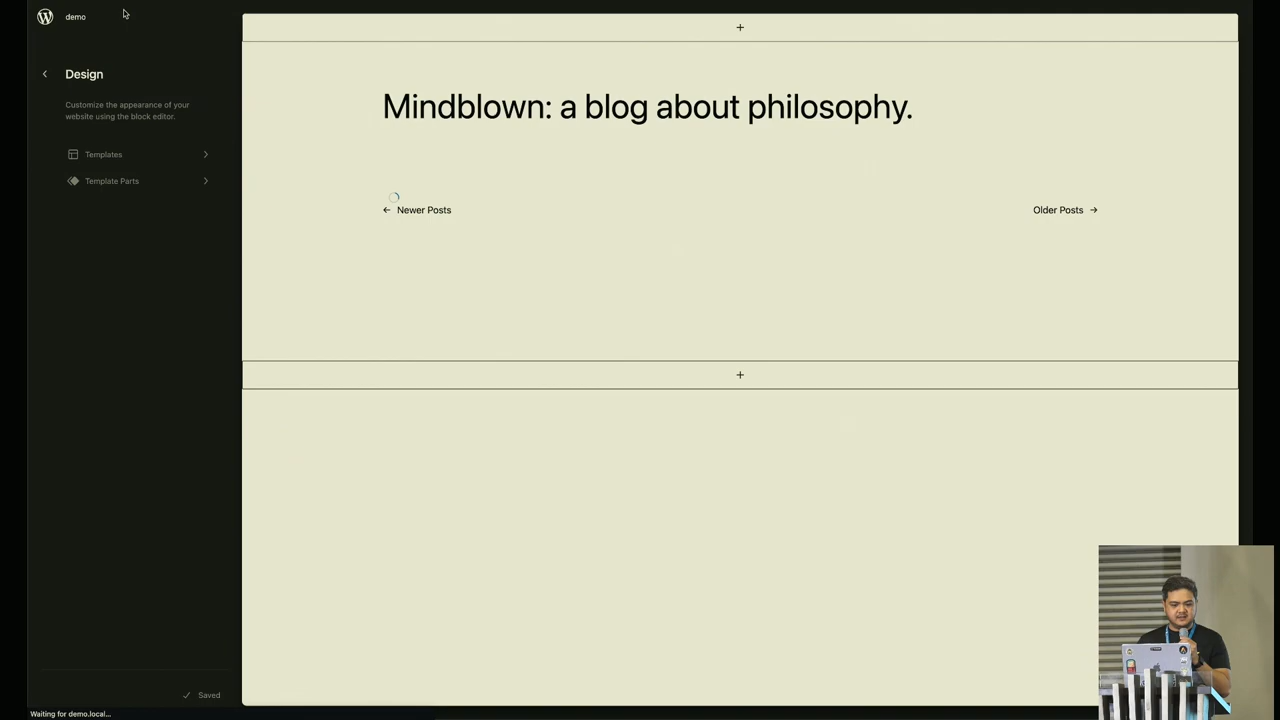 demo
Design
Customize the appearance of your
website using the block editor.
Templates
Template Parts
Saved
Waiting for demo.local...
+
Mindblown: a blog about philosophy.
← Newer Posts
Older Posts →
+